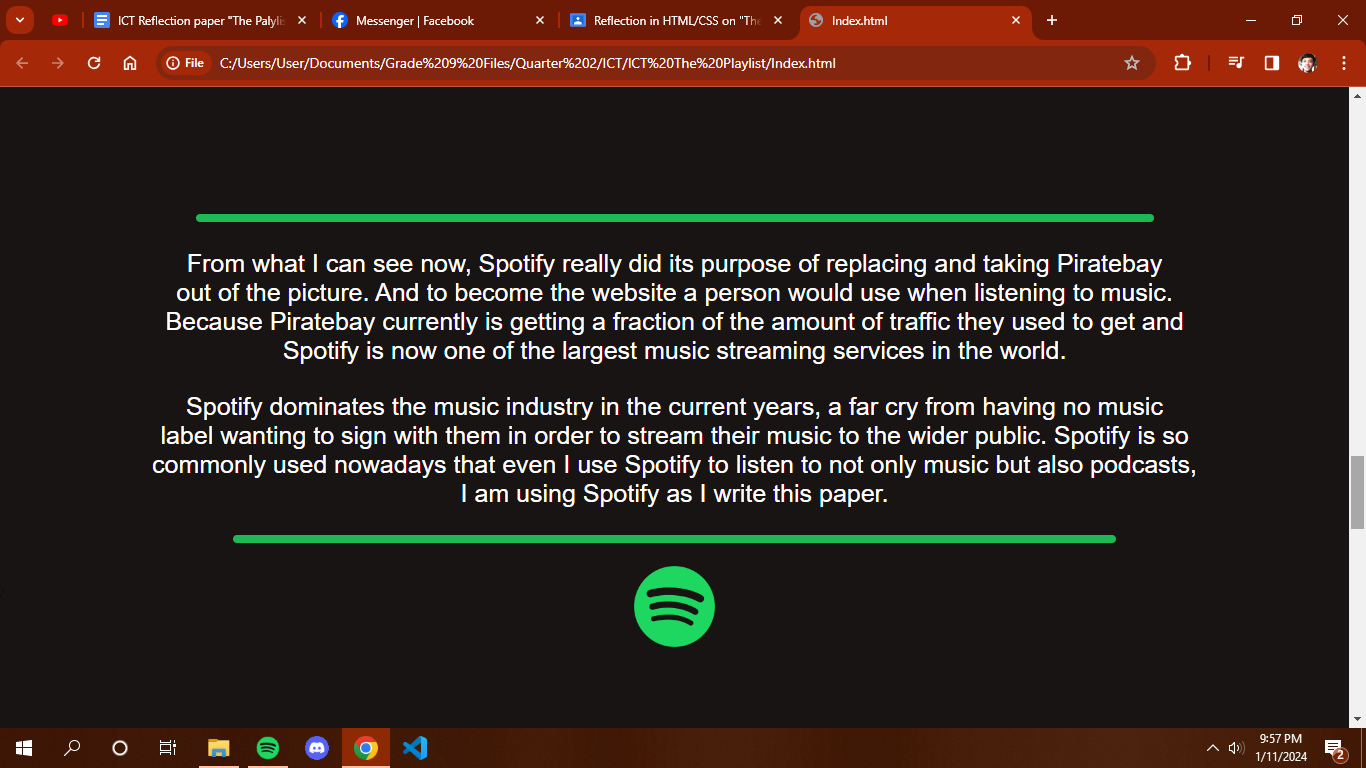 ICT Reflection paper "The Palylis
Messenger | Facebook
Reflection in HTML/CSS on "The
Index.html
File
C:/Users/User/Documents/Grade%209%20Files/Quarter%202/ICT/ICT%20The%20Playlist/Index.html
From what I can see now, Spotify really did its purpose of replacing and taking Piratebay
out of the picture. And to become the website a person would use when listening to music.
Because Piratebay currently is getting a fraction of the amount of traffic they used to get and
Spotify is now one of the largest music streaming services in the world.
Spotify dominates the music industry in the current years, a far cry from having no music
label wanting to sign with them in order to stream their music to the wider public. Spotify is so
commonly used nowadays that even I use Spotify to listen to not only music but also podcasts,
I am using Spotify as I write this paper.
9:57 PM
1/11/2024
2